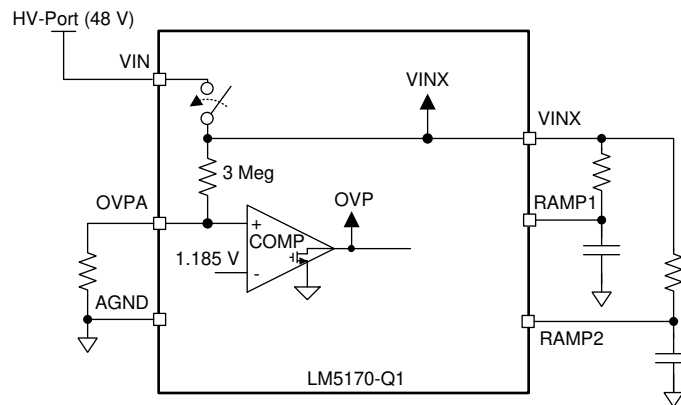 HV-Port (48 V)
VIN
VINX
VINX
3 Meg
OVPA
OVP
RAMP1
+
COMP
1.185 V
-
AGND
RAMP2
LM5170-Q1